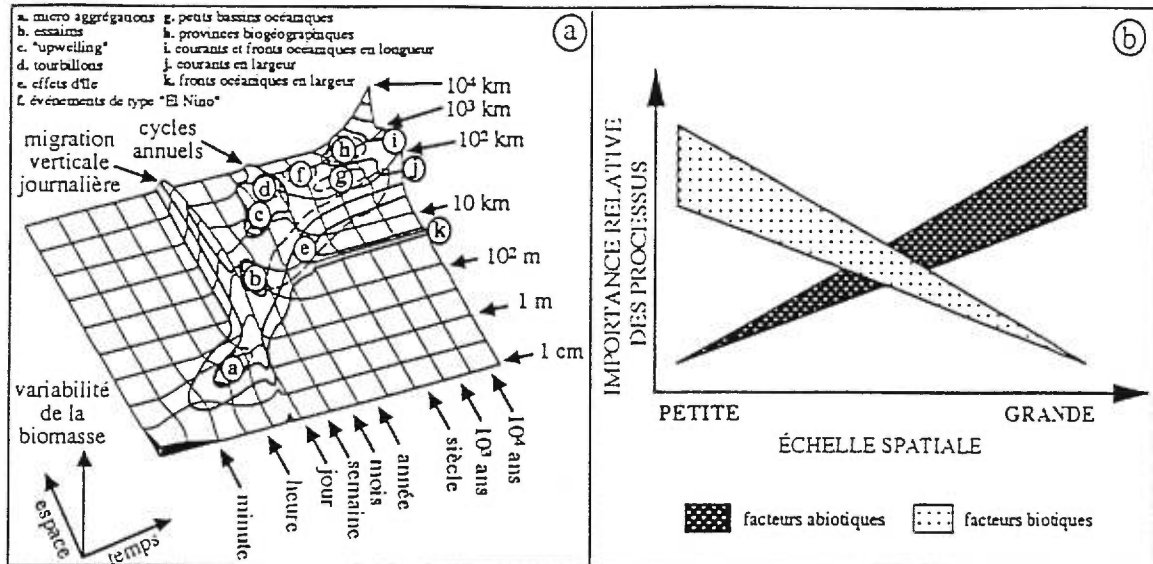 a. micro aggrégations
b. essaims
c. "upwelling"
d. tourbillons
e. effets d'île
f. événements de type "El Nino"
g. petits bassins océaniques
h. provinces biogéographiques
i. courants et fronts océaniques en longueur
j. courants en largeur
k. fronts océaniques en largeur
a
migration
verticale
journalière
cycles
annuels
10⁴ km
10³ km
10² km
10 km
10² m
1 m
1 cm
h
i
d
f
g
j
c
e
k
b
a
variabilité
de la
biomasse
espace
temps
minute
heure
jour
semaine
mois
année
siècle
10³ ans
10⁴ ans
b
IMPORTANCE RELATIVE
DES PROCESSUS
PETITE
GRANDE
ÉCHELLE SPATIALE
facteurs abiotiques
facteurs biotiques